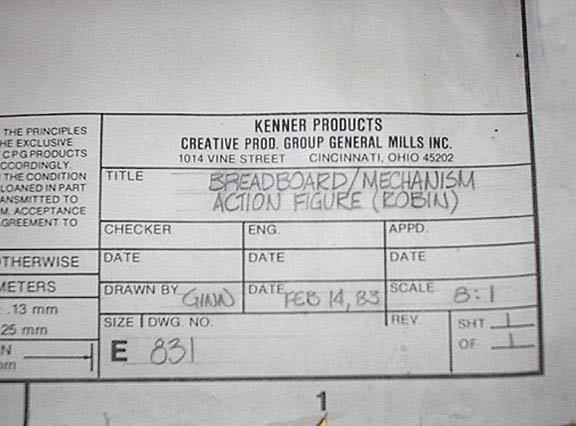 THE PRINCIPLES
HE EXCLUSIVE
C P G PRODUCTS
CCORDINGLY.
THE CONDITION
LOANED IN PART
ANSMITTED TO
M. ACCEPTANCE
GREEMENT TO
THERWISE
METERS
.13 mm
25 mm
KENNER PRODUCTS
CREATIVE PROD. GROUP GENERAL MILLS INC.
1014 VINE STREET CINCINNATI, OHIO 45202
TITLE BREADBOARD/MECHANISM
ACTION FIGURE (ROBIN)
CHECKER ENG. APPD.
DATE DATE DATE
DRAWN BY GINN DATE FEB 14, 83 SCALE 8:1
SIZE DWG. NO. REV. SHT 1
E 831 OF 1
1